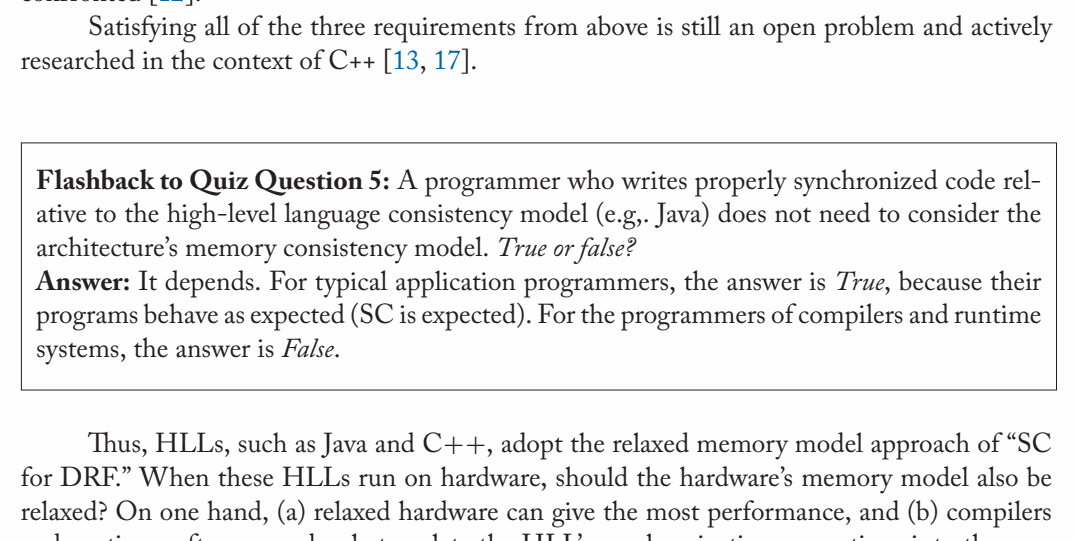 confronted [12].
Satisfying all of the three requirements from above is still an open problem and actively
researched in the context of C++ [13, 17].
Flashback to Quiz Question 5: A programmer who writes properly synchronized code rel-
ative to the high-level language consistency model (e.g,. Java) does not need to consider the
architecture's memory consistency model. True or false?
Answer: It depends. For typical application programmers, the answer is True, because their
programs behave as expected (SC is expected). For the programmers of compilers and runtime
systems, the answer is False.
Thus, HLLs, such as Java and C++, adopt the relaxed memory model approach of “SC
for DRF.” When these HLLs run on hardware, should the hardware's memory model also be
relaxed? On one hand, (a) relaxed hardware can give the most performance, and (b) compilers